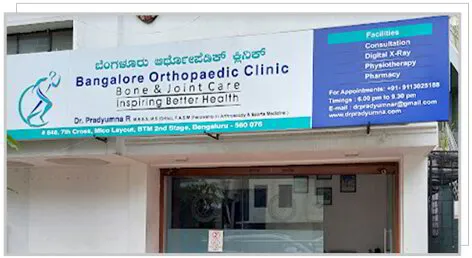 ಬೆಂಗಳೂರು ಆರ್ಥೋಪೆಡಿಕ್ ಕ್ಲಿನಿಕ್
Bangalore Orthopaedic Clinic
Bone & Joint Care
Inspiring Better Health
Dr. Pradyumna R
# 648, 7th Cross, Mico Layout, BTM 2nd Stage, Bengaluru - 560 076
Facilities
Consultation
Digital X-Ray
Physiotherapy
Pharmacy
For Appointments: +91- 9113025188
Timings : 6.00 pm to 9.30 pm
E-mail : drpradyumnar@gmail.com
www.drpradyumna.com